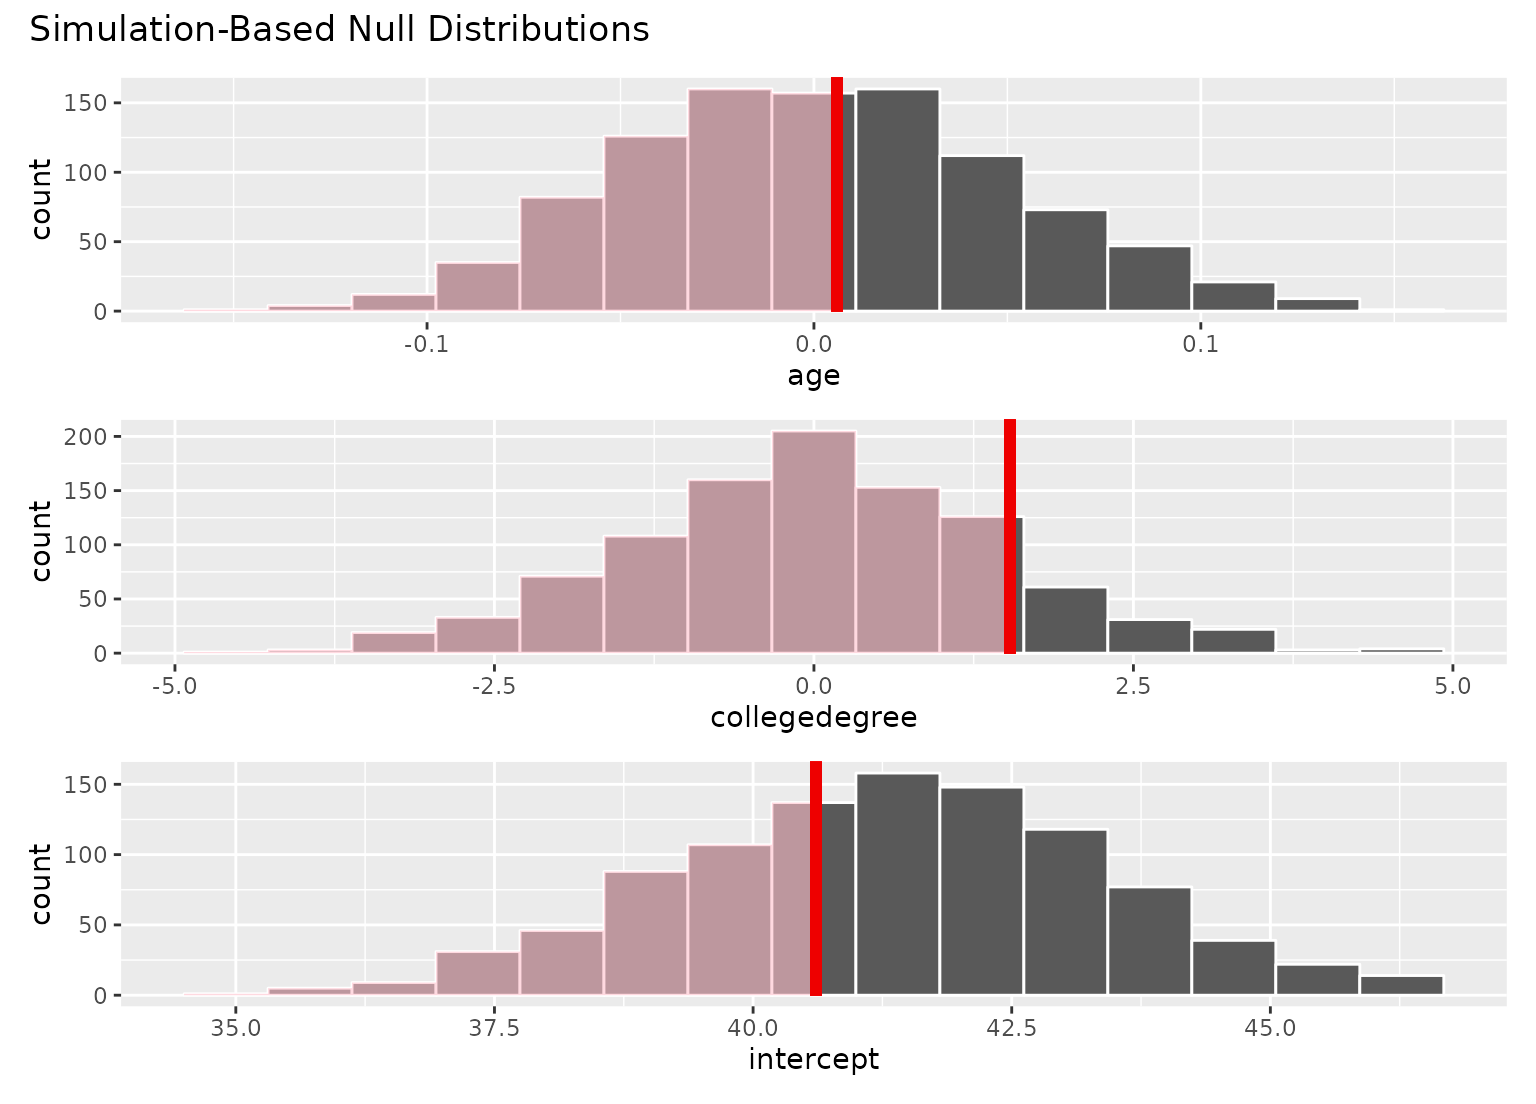 Simulation-Based Null Distributions
150
100
50
0
count
-0.1 0.0 0.1
age
200
150
100
50
0
count
-5.0 -2.5 0.0 2.5 5.0
collegedegree
150
100
50
0
count
35.0 37.5 40.0 42.5 45.0
intercept